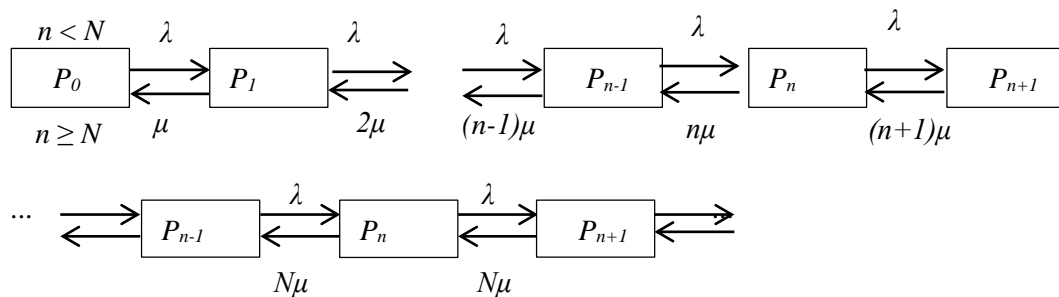 n < N λ λ λ λ λ
P₀ P₁ Pₙ₋₁ Pₙ Pₙ₊₁
n ≥ N μ 2μ (n-1)μ nμ (n+1)μ
... λ λ ...
Pₙ₋₁ Pₙ Pₙ₊₁
Nμ Nμ